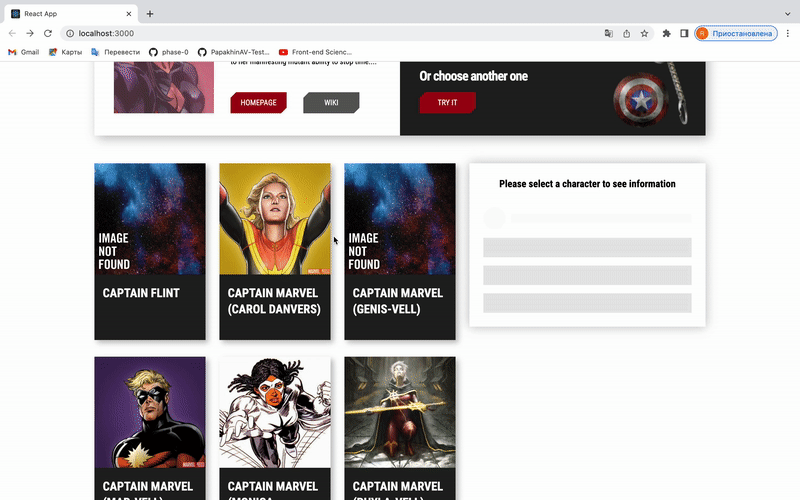 React App
localhost:3000
Приостановлена
Gmail
Карты
Перевести
phase-0
PapakhinAV-Test...
Front-end Scienc...
to her manifesting mutant ability to stop time....
HOMEPAGE
WIKI
Or choose another one
TRY IT
IMAGE
NOT
FOUND
CAPTAIN FLINT
CAPTAIN MARVEL
(CAROL DANVERS)
IMAGE
NOT
FOUND
CAPTAIN MARVEL
(GENIS-VELL)
Please select a character to see information
CAPTAIN MARVEL
(MAR-VELL)
CAPTAIN MARVEL
(MONICA
CAPTAIN MARVEL
(PHYLA-VELL)